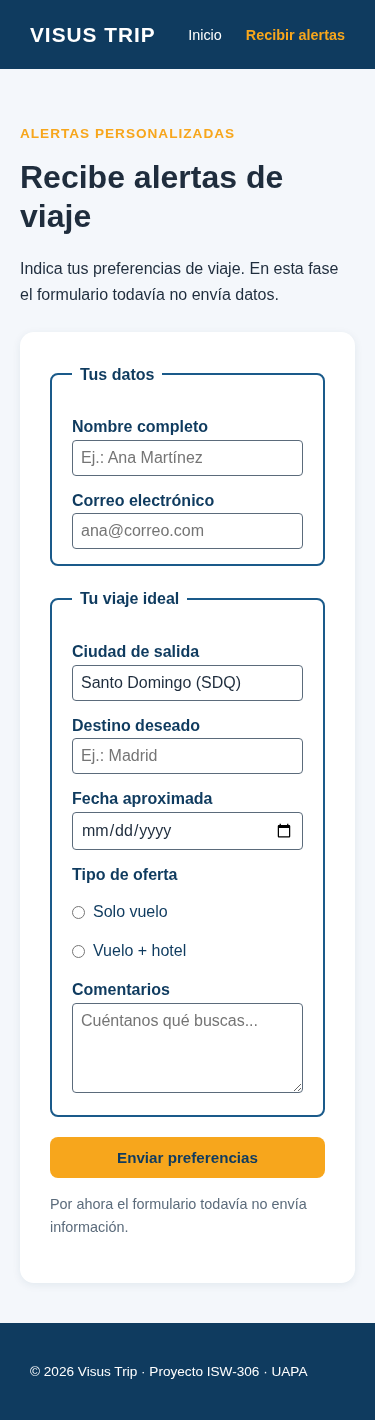 VISUS TRIP Inicio Recibir alertas
ALERTAS PERSONALIZADAS
Recibe alertas de
viaje
Indica tus preferencias de viaje. En esta fase
el formulario todavía no envía datos.
Tus datos
Nombre completo
Ej.: Ana Martínez
Correo electrónico
ana@correo.com
Tu viaje ideal
Ciudad de salida
Santo Domingo (SDQ)
Destino deseado
Ej.: Madrid
Fecha aproximada
mm/dd/yyyy
Tipo de oferta
Solo vuelo
Vuelo + hotel
Comentarios
Cuéntanos qué buscas...
Enviar preferencias
Por ahora el formulario todavía no envía
información.
© 2026 Visus Trip · Proyecto ISW-306 · UAPA